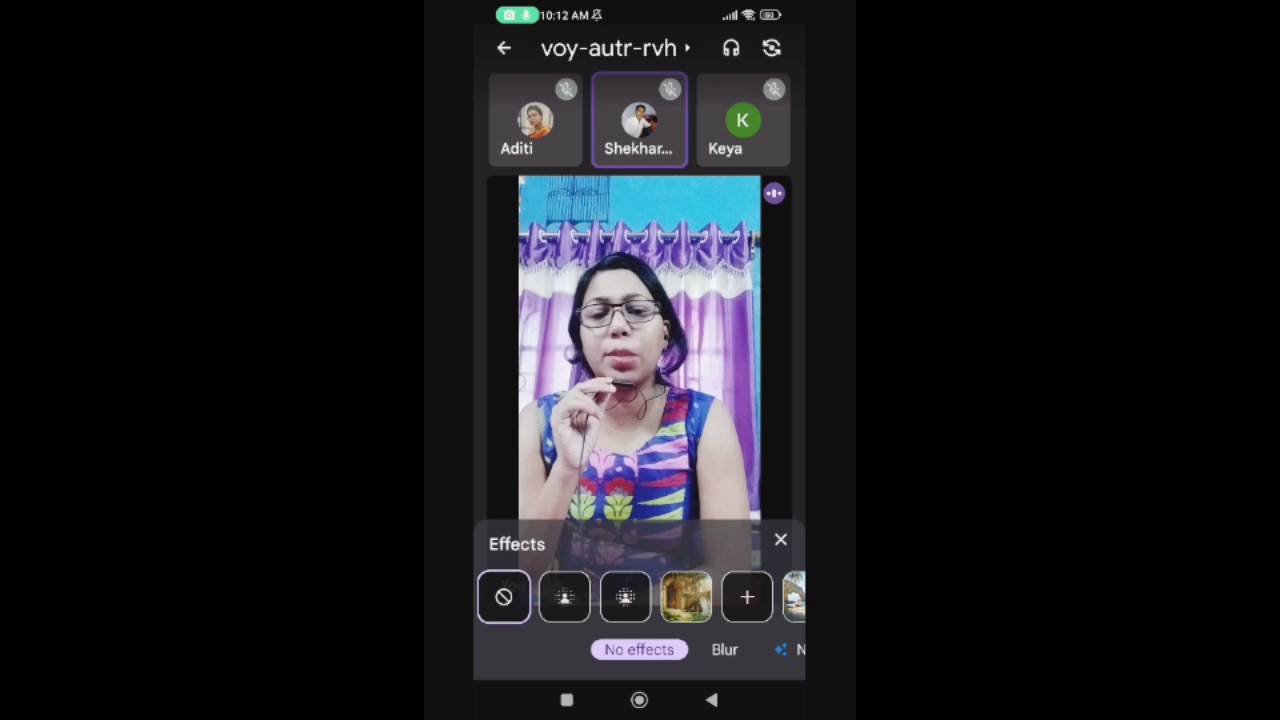 10:12 AM
voy-autr-rvh
Aditi
Shekhar...
K
Keya
Effects
No effects
Blur
N